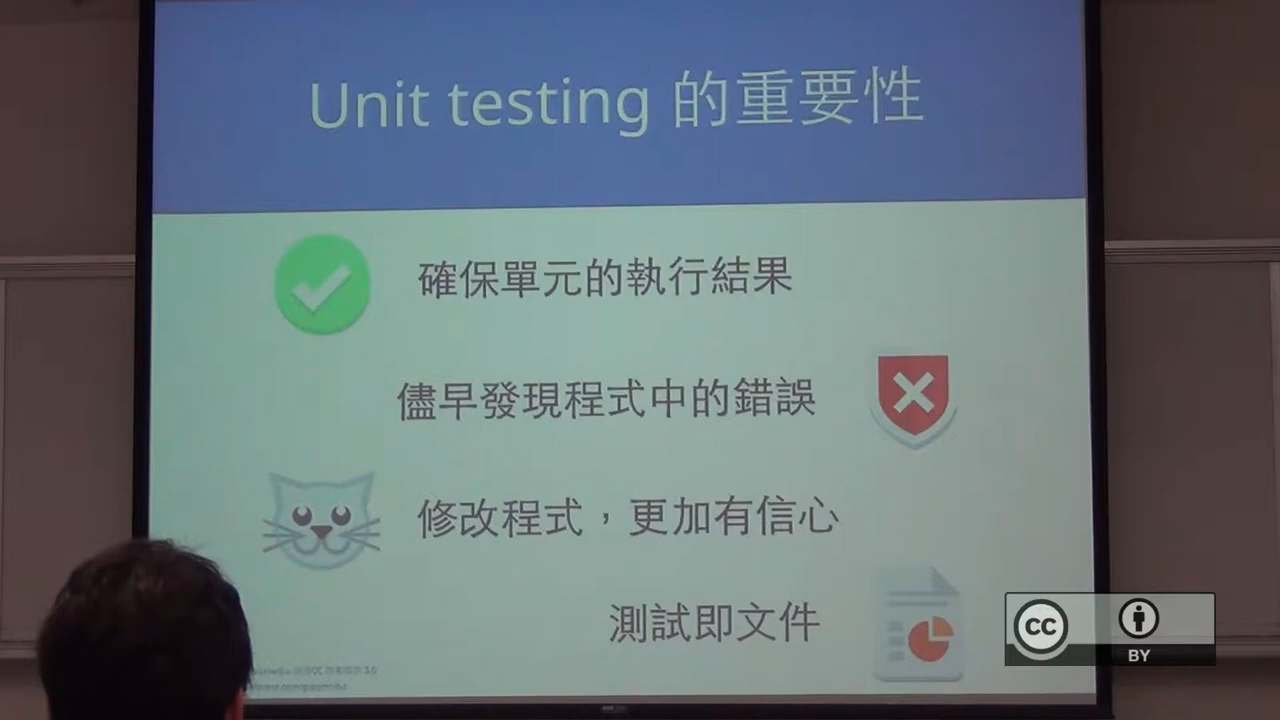 Unit testing 的重要性
確保單元的執行結果
儘早發現程式中的錯誤
修改程式，更加有信心
測試即文件
CC
BY